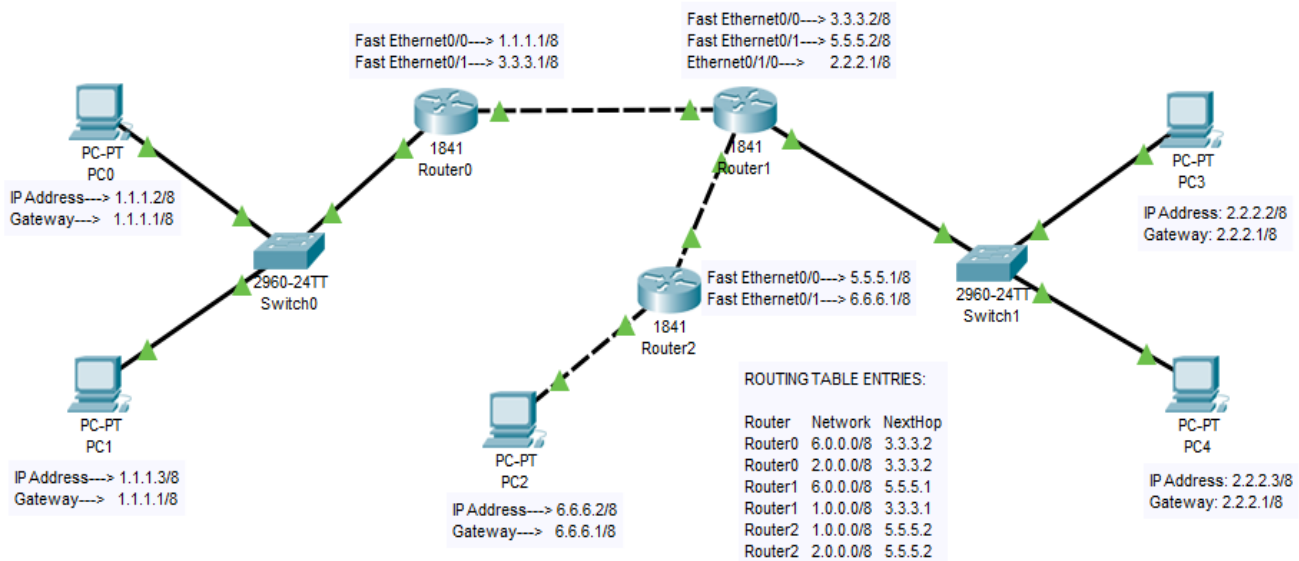 Fast Ethernet0/0---> 1.1.1.1/8
Fast Ethernet0/1---> 3.3.3.1/8
Fast Ethernet0/0---> 3.3.3.2/8
Fast Ethernet0/1---> 5.5.5.2/8
Ethernet0/1/0---> 2.2.2.1/8
PC-PT
PC0
IP Address---> 1.1.1.2/8
Gateway---> 1.1.1.1/8
1841
Router0
1841
Router1
PC-PT
PC3
IP Address: 2.2.2.2/8
Gateway: 2.2.2.1/8
2960-24TT
Switch0
Fast Ethernet0/0---> 5.5.5.1/8
Fast Ethernet0/1---> 6.6.6.1/8
1841
Router2
2960-24TT
Switch1
PC-PT
PC1
IP Address---> 1.1.1.3/8
Gateway---> 1.1.1.1/8
PC-PT
PC2
IP Address---> 6.6.6.2/8
Gateway---> 6.6.6.1/8
ROUTING TABLE ENTRIES:
Router Network NextHop
Router0 6.0.0.0/8 3.3.3.2
Router0 2.0.0.0/8 3.3.3.2
Router1 6.0.0.0/8 5.5.5.1
Router1 1.0.0.0/8 3.3.3.1
Router2 1.0.0.0/8 5.5.5.2
Router2 2.0.0.0/8 5.5.5.2
PC-PT
PC4
IP Address: 2.2.2.3/8
Gateway: 2.2.2.1/8